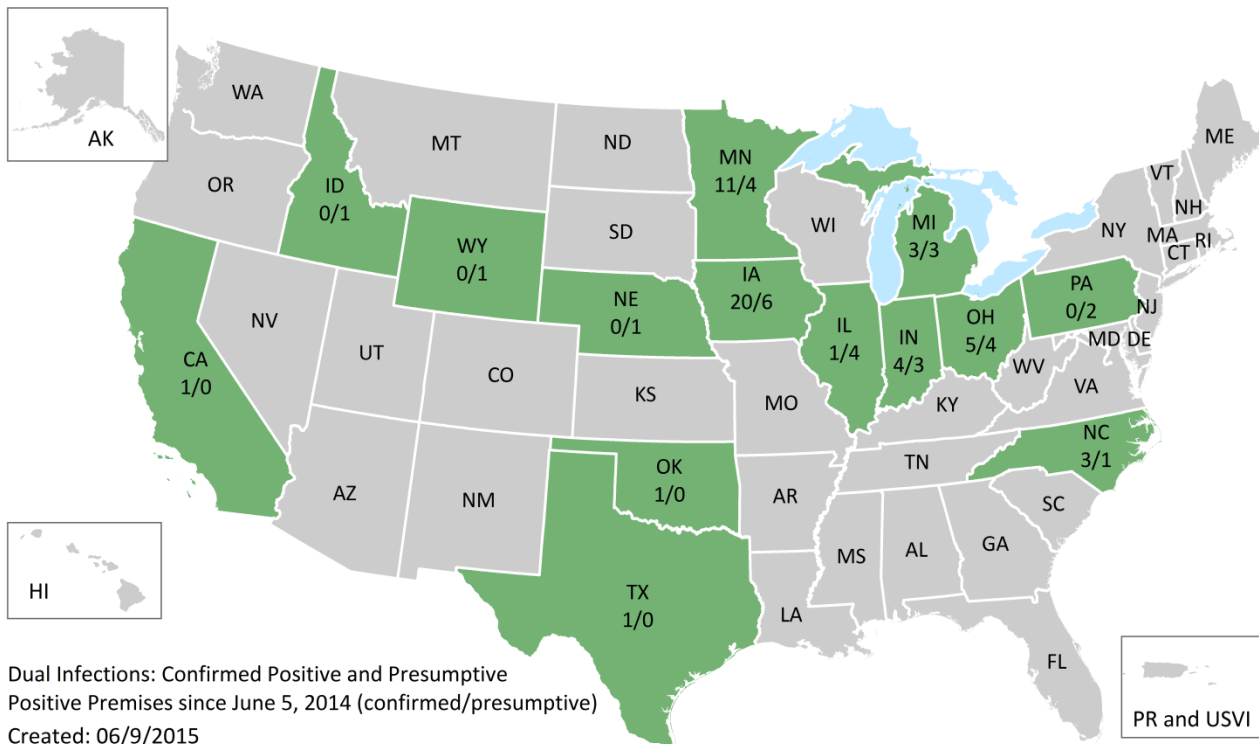 AK
WA
MT
ND
MN
11/4
ME
VT
NH
OR
ID
0/1
WY
0/1
SD
WI
MI
3/3
NY
MA
RI
CT
NE
0/1
IA
20/6
PA
0/2
NJ
NV
UT
CO
CA
1/0
KS
MO
IL
1/4
IN
4/3
OH
5/4
MD
DE
WV
VA
KY
NC
3/1
TN
AZ
NM
OK
1/0
AR
SC
MS
AL
GA
HI
TX
1/0
LA
FL
PR and USVI
Dual Infections: Confirmed Positive and Presumptive
Positive Premises since June 5, 2014 (confirmed/presumptive)
Created: 06/9/2015